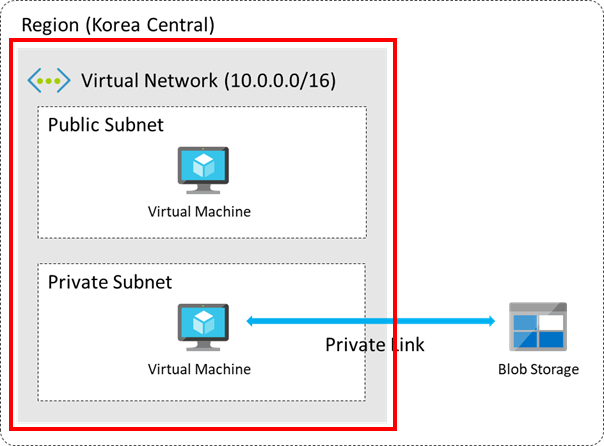 Region (Korea Central)
Virtual Network (10.0.0.0/16)
Public Subnet
Virtual Machine
Private Subnet
Private Link
Virtual Machine
Blob Storage